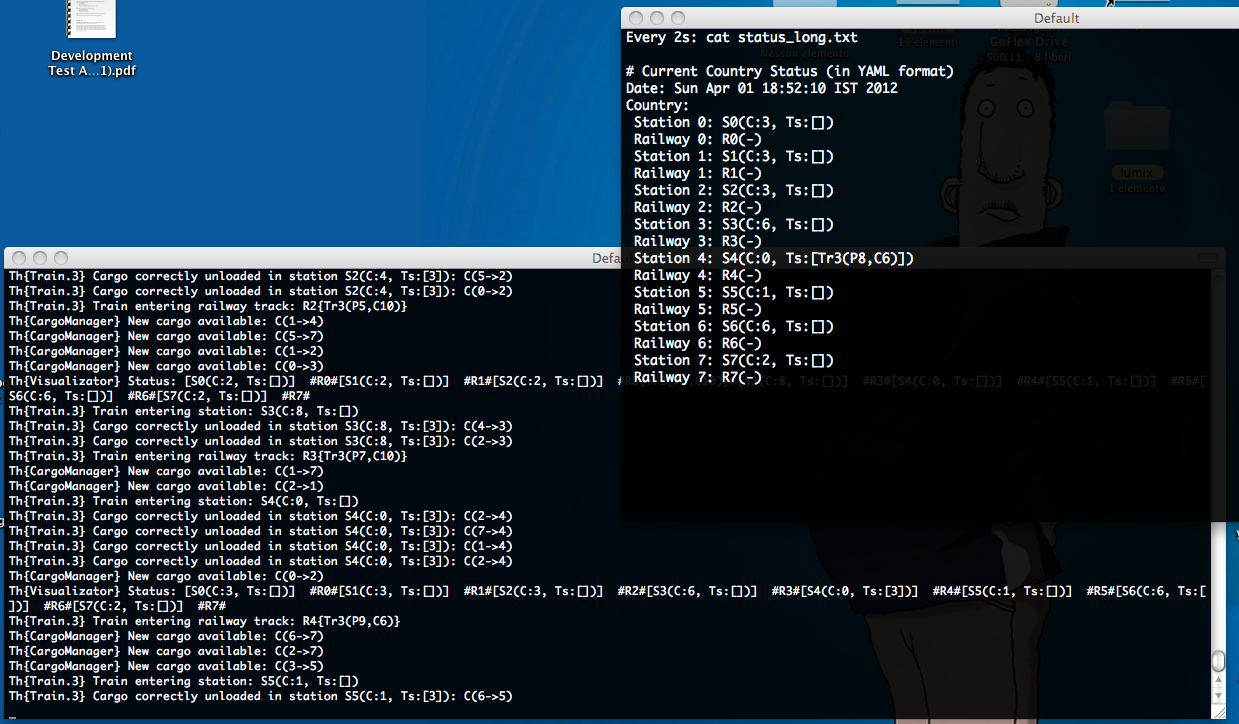 Development
Test A...1).pdf
Default
Every 2s: cat status_long.txt
Nessun elemento
13 elementi
GoFlex Drive
lumix
1 elemento
# Current Country Status (in YAML format)
Date: Sun Apr 01 18:52:10 IST 2012
Country:
Station 0: S0(C:3, Ts:[])
Railway 0: R0(-)
Station 1: S1(C:3, Ts:[])
Railway 1: R1(-)
Station 2: S2(C:3, Ts:[])
Railway 2: R2(-)
Station 3: S3(C:6, Ts:[])
Railway 3: R3(-)
Station 4: S4(C:0, Ts:[Tr3(P8,C6)])
Railway 4: R4(-)
Station 5: S5(C:1, Ts:[])
Railway 5: R5(-)
Station 6: S6(C:6, Ts:[])
Railway 6: R6(-)
Station 7: S7(C:2, Ts:[])
Railway 7: R7(-)
Defau
Th{Train.3} Cargo correctly unloaded in station S2(C:4, Ts:[3]): C(5->2)
Th{Train.3} Cargo correctly unloaded in station S2(C:4, Ts:[3]): C(0->2)
Th{Train.3} Train entering railway track: R2{Tr3(P5,C10)}
Th{CargoManager} New cargo available: C(1->4)
Th{CargoManager} New cargo available: C(5->7)
Th{CargoManager} New cargo available: C(1->2)
Th{CargoManager} New cargo available: C(0->3)
Th{Visualizator} Status: [S0(C:2, Ts:[])] #R0#[S1(C:2, Ts:[])] #R1#[S2(C:2, Ts:[])] #R3#[S4(C:0, Ts:[])] #R4#[S5(C:1, Ts:[])] #R5#[
S6(C:6, Ts:[])] #R6#[S7(C:2, Ts:[])] #R7#
Th{Train.3} Train entering station: S3(C:8, Ts:[])
Th{Train.3} Cargo correctly unloaded in station S3(C:8, Ts:[3]): C(4->3)
Th{Train.3} Cargo correctly unloaded in station S3(C:8, Ts:[3]): C(2->3)
Th{Train.3} Train entering railway track: R3{Tr3(P7,C10)}
Th{CargoManager} New cargo available: C(1->7)
Th{CargoManager} New cargo available: C(2->1)
Th{Train.3} Train entering station: S4(C:0, Ts:[])
Th{Train.3} Cargo correctly unloaded in station S4(C:0, Ts:[3]): C(2->4)
Th{Train.3} Cargo correctly unloaded in station S4(C:0, Ts:[3]): C(7->4)
Th{Train.3} Cargo correctly unloaded in station S4(C:0, Ts:[3]): C(1->4)
Th{Train.3} Cargo correctly unloaded in station S4(C:0, Ts:[3]): C(2->4)
Th{CargoManager} New cargo available: C(0->2)
Th{Visualizator} Status: [S0(C:3, Ts:[])] #R0#[S1(C:3, Ts:[])] #R1#[S2(C:3, Ts:[])] #R2#[S3(C:6, Ts:[])] #R3#[S4(C:0, Ts:[3])] #R4#[S5(C:1, Ts:[])] #R5#[S6(C:6, Ts:[
])] #R6#[S7(C:2, Ts:[])] #R7#
Th{Train.3} Train entering railway track: R4{Tr3(P9,C6)}
Th{CargoManager} New cargo available: C(6->7)
Th{CargoManager} New cargo available: C(2->7)
Th{CargoManager} New cargo available: C(3->5)
Th{Train.3} Train entering station: S5(C:1, Ts:[])
Th{Train.3} Cargo correctly unloaded in station S5(C:1, Ts:[3]): C(6->5)